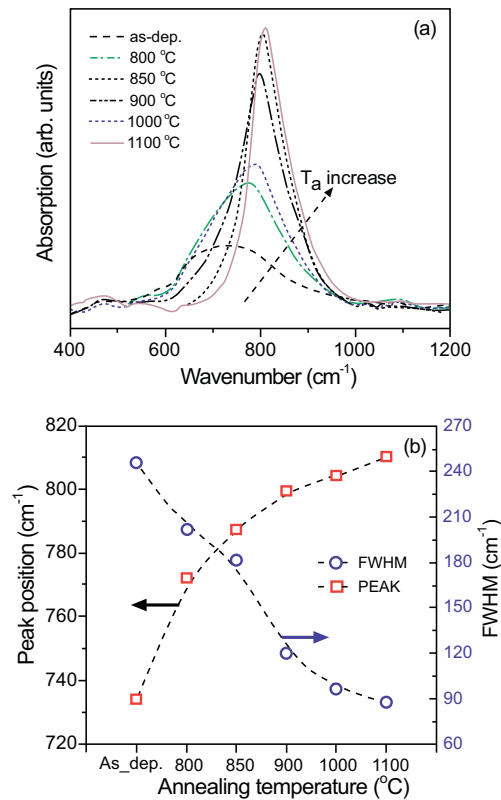 (a)
as-dep.
800 °C
850 °C
900 °C
1000 °C
1100 °C
Ta increase
Absorption (arb. units)
400 600 800 1000 1200
Wavenumber (cm-1)
(b)
820
800
780
760
740
720
Peak position (cm-1)
270
240
210
180
150
120
90
60
FWHM (cm-1)
FWHM
PEAK
As_dep. 800 850 900 1000 1100
Annealing temperature (°C)